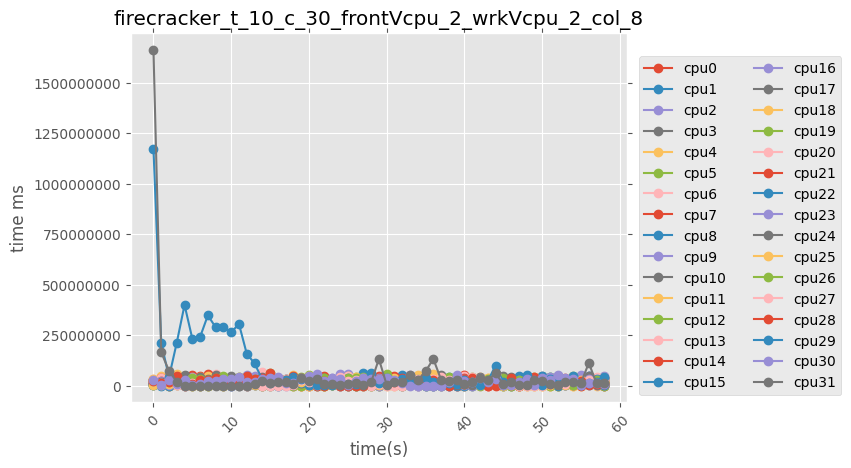 firecracker_t_10_c_30_frontVcpu_2_wrkVcpu_2_col_8
time ms
1500000000
1250000000
1000000000
750000000
500000000
250000000
0
0
10
20
30
40
50
60
time(s)
cpu0
cpu1
cpu2
cpu3
cpu4
cpu5
cpu6
cpu7
cpu8
cpu9
cpu10
cpu11
cpu12
cpu13
cpu14
cpu15
cpu16
cpu17
cpu18
cpu19
cpu20
cpu21
cpu22
cpu23
cpu24
cpu25
cpu26
cpu27
cpu28
cpu29
cpu30
cpu31